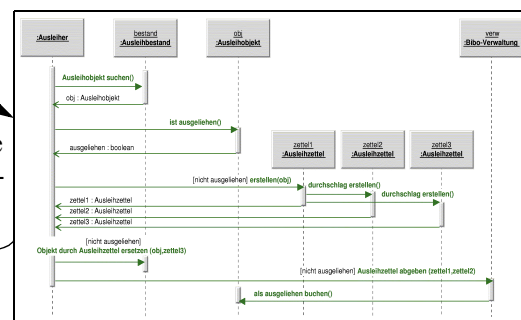 :Ausleiher
bestand
:Ausleihbestand
obj
:Ausleihobjekt
verw
:Bibo-Verwaltung
Ausleihobjekt suchen()
obj : Ausleihobjekt
ist ausgeliehen()
ausgeliehen : boolean
zettel1
:Ausleihzettel
zettel2
:Ausleihzettel
zettel3
:Ausleihzettel
[nicht ausgeliehen] erstellen(obj)
durchschlag erstellen()
durchschlag erstellen()
zettel1 : Ausleihzettel
zettel2 : Ausleihzettel
zettel3 : Ausleihzettel
[nicht ausgeliehen]
Objekt durch Ausleihzettel ersetzen (obj,zettel3)
[nicht ausgeliehen] Ausleihzettel abgeben (zettel1,zettel2)
als ausgeliehen buchen()